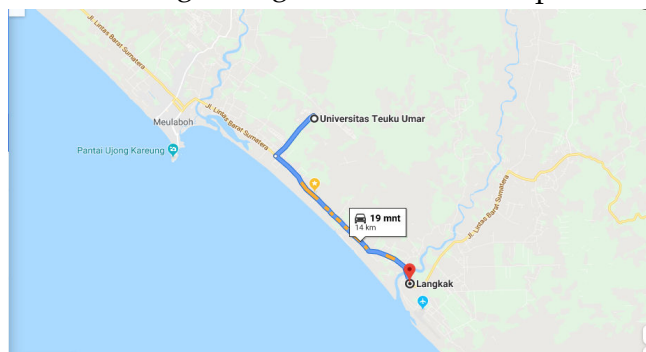 Jl. Lintas Barat Sumatera
Meulaboh
Jl. Lintas Barat Sumatera
Universitas Teuku Umar
Pantai Ujong Kareung
Jl. Lintas Barat Sumatera
19 mnt
14 km
Langkak